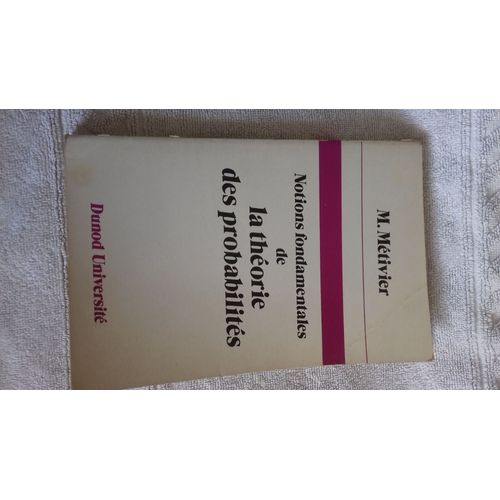 M. Métivier
Notions fondamentales
de
la théorie
des probabilités
Dunod Université